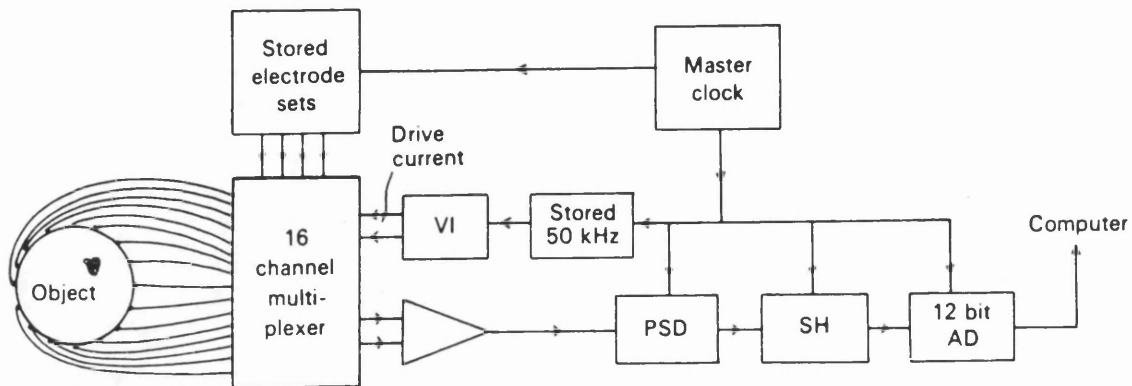 Stored
electrode
sets
Master
clock
Drive
current
16
channel
multi-
plexer
VI
Stored
50 kHz
Computer
Object
PSD
SH
12 bit
AD